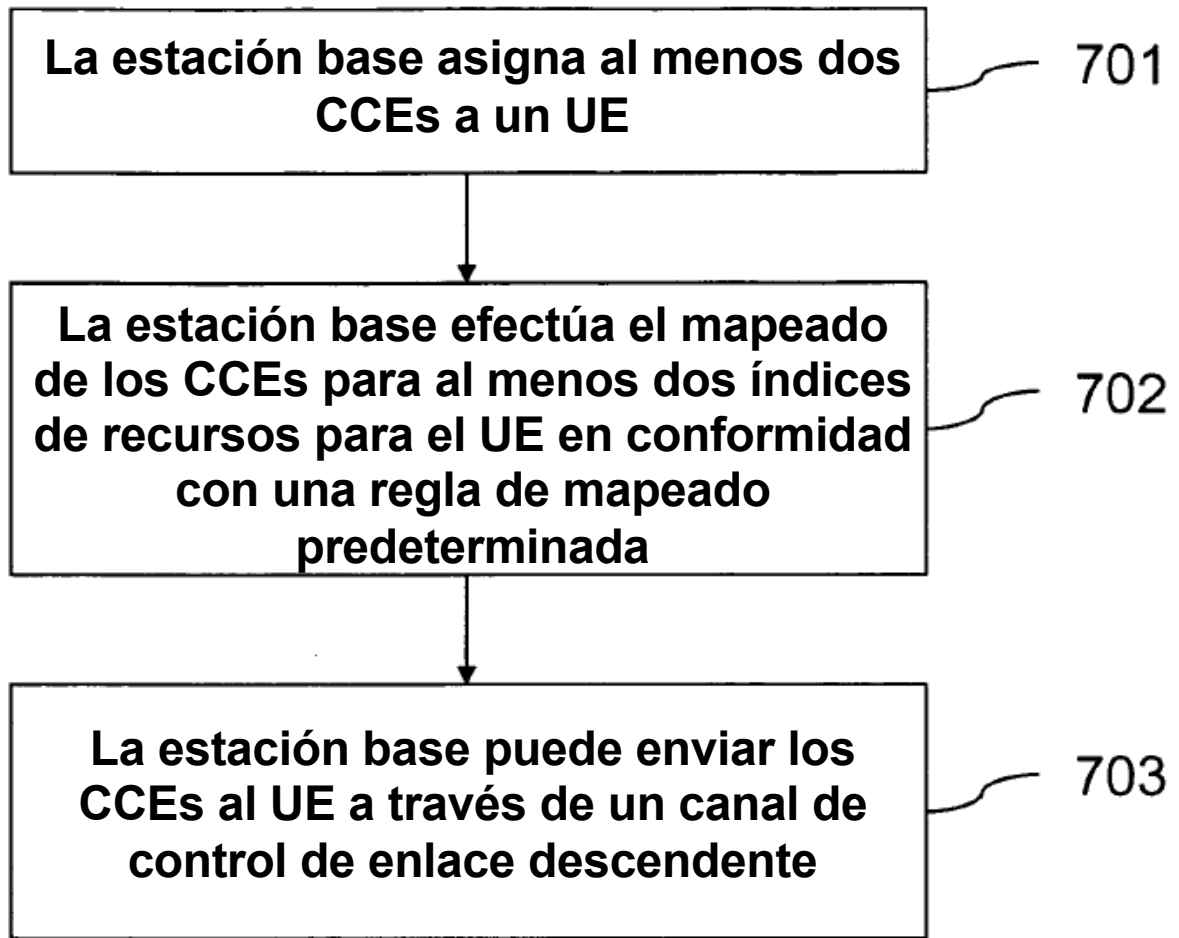 La estación base asigna al menos dos
CCEs a un UE
701
La estación base efectúa el mapeado
de los CCEs para al menos dos índices
de recursos para el UE en conformidad
con una regla de mapeado
predeterminada
702
La estación base puede enviar los
CCEs al UE a través de un canal de
control de enlace descendente
703